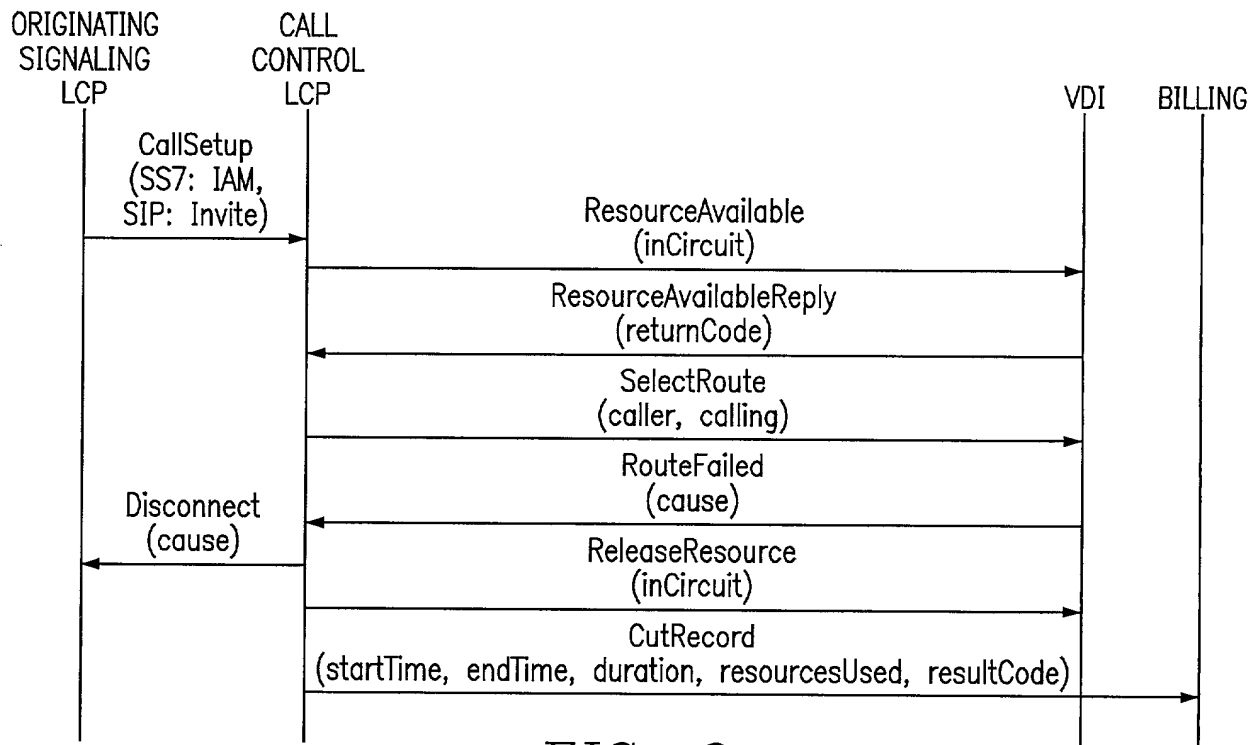 ORIGINATING
SIGNALING
LCP
CALL
CONTROL
LCP
VDI
BILLING
CallSetup
(SS7: IAM,
SIP: Invite)
ResourceAvailable
(inCircuit)
ResourceAvailableReply
(returnCode)
SelectRoute
(caller, calling)
RouteFailed
(cause)
Disconnect
(cause)
ReleaseResource
(inCircuit)
CutRecord
(startTime, endTime, duration, resourcesUsed, resultCode)